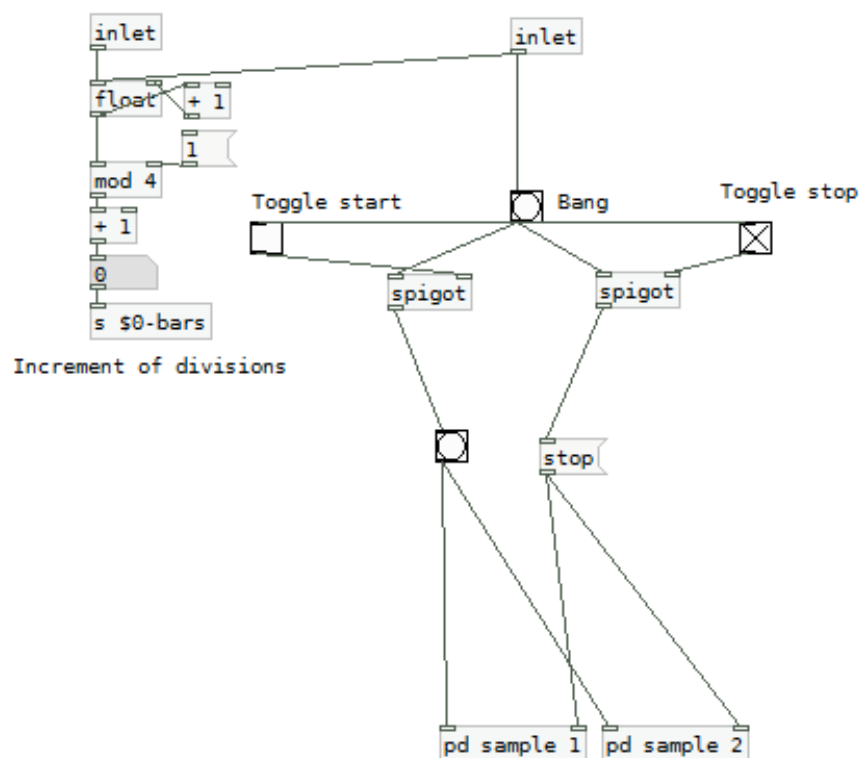 inlet
inlet
float
+ 1
1
mod 4
Toggle start
Bang
Toggle stop
+ 1
0
spigot
spigot
s $0-bars
Increment of divisions
stop
pd sample 1
pd sample 2